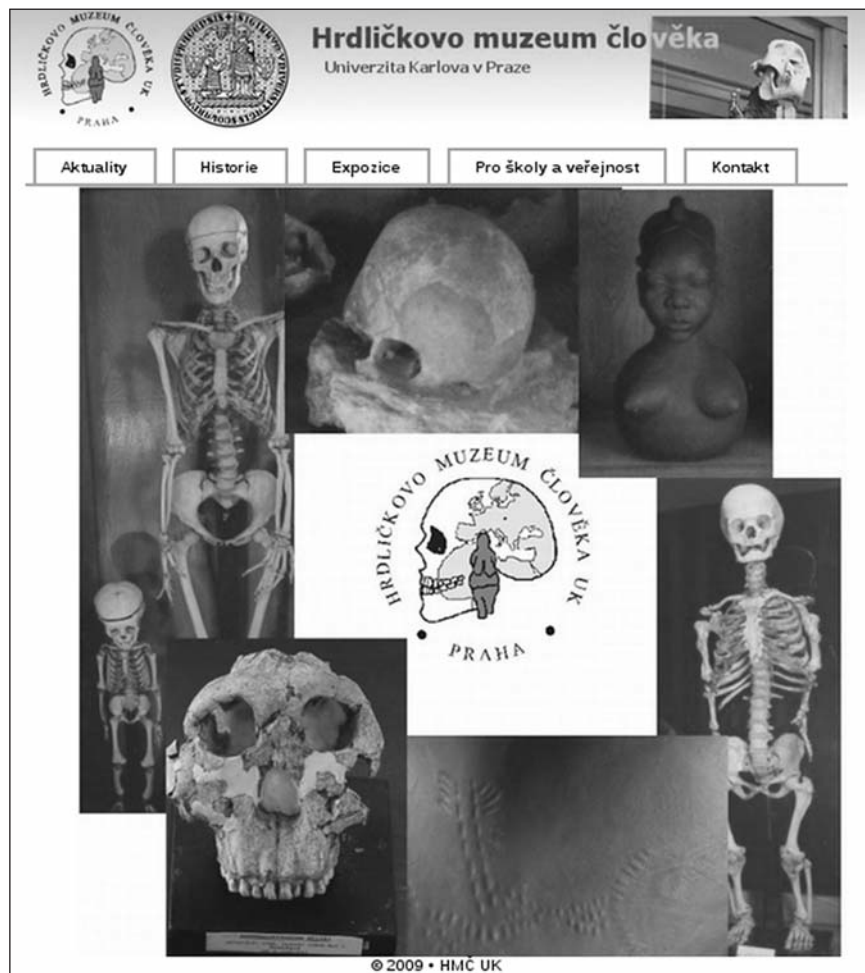 HRDLIČKOVO MUZEUM ČLOVĚKA UK
PRAHA
Hrdličkovo muzeum člověka
Univerzita Karlova v Praze
Aktuality
Historie
Expozice
Pro školy a veřejnost
Kontakt
HRDLIČKOVO MUZEUM ČLOVĚKA UK
PRAHA
© 2009 • HMČ UK